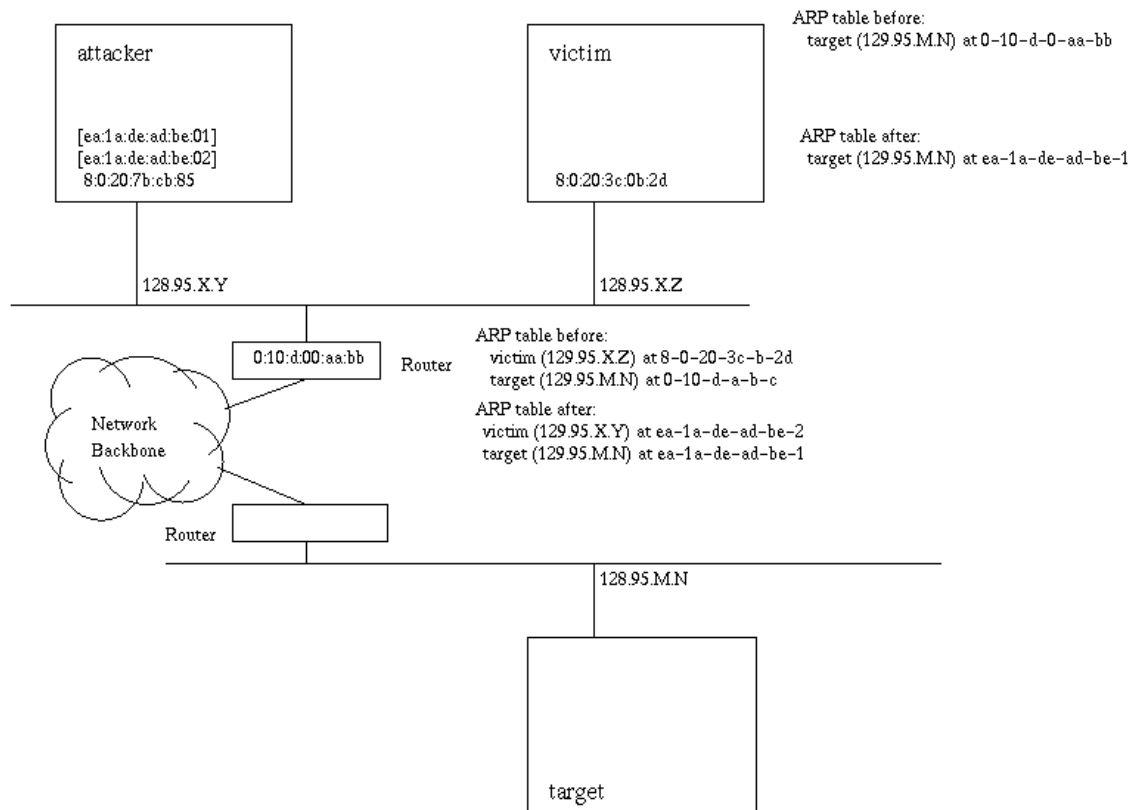 attacker
[ea:1a:de:ad:be:01]
[ea:1a:de:ad:be:02]
8:0:20:7b:cb:85
victim
8:0:20:3c:0b:2d
ARP table before:
target (129.95.M.N) at 0-10-d-0-aa-bb
ARP table after:
target (129.95.M.N) at ea-1a-de-ad-be-1
128.95.X.Y
128.95.X.Z
0:10:d:00:aa:bb
Router
ARP table before:
victim (129.95.X.Z) at 8-0-20-3c-b-2d
target (129.95.M.N) at 0-10-d-a-b-c
ARP table after:
victim (129.95.X.Y) at ea-1a-de-ad-be-2
target (129.95.M.N) at ea-1a-de-ad-be-1
Network
Backbone
Router
128.95.M.N
target